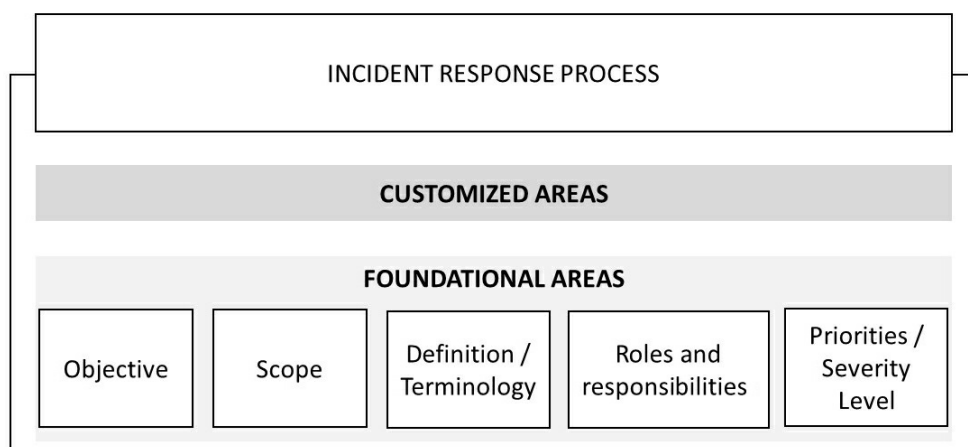 INCIDENT RESPONSE PROCESS
CUSTOMIZED AREAS
FOUNDATIONAL AREAS
Objective
Scope
Definition /
Terminology
Roles and
responsibilities
Priorities /
Severity
Level